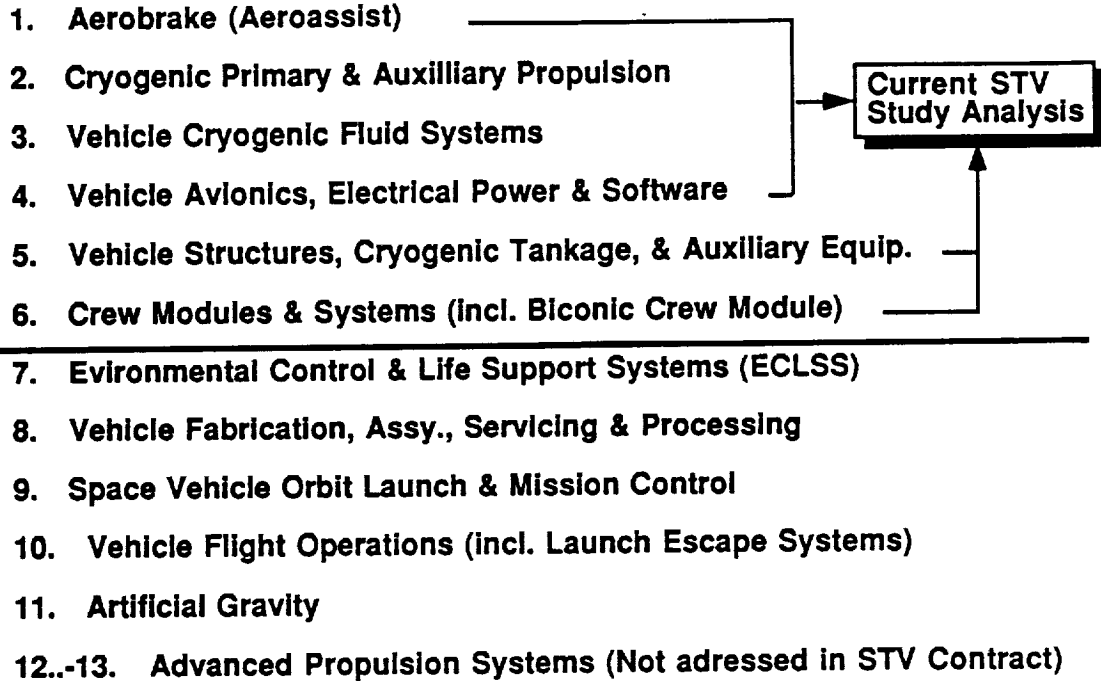 1. Aerobrake (Aeroassist)
2. Cryogenic Primary & Auxilliary Propulsion
Current STV
Study Analysis
3. Vehicle Cryogenic Fluid Systems
4. Vehicle Avionics, Electrical Power & Software
5. Vehicle Structures, Cryogenic Tankage, & Auxiliary Equip.
6. Crew Modules & Systems (incl. Biconic Crew Module)
7. Evironmental Control & Life Support Systems (ECLSS)
8. Vehicle Fabrication, Assy., Servicing & Processing
9. Space Vehicle Orbit Launch & Mission Control
10. Vehicle Flight Operations (incl. Launch Escape Systems)
11. Artificial Gravity
12..-13. Advanced Propulsion Systems (Not adressed in STV Contract)